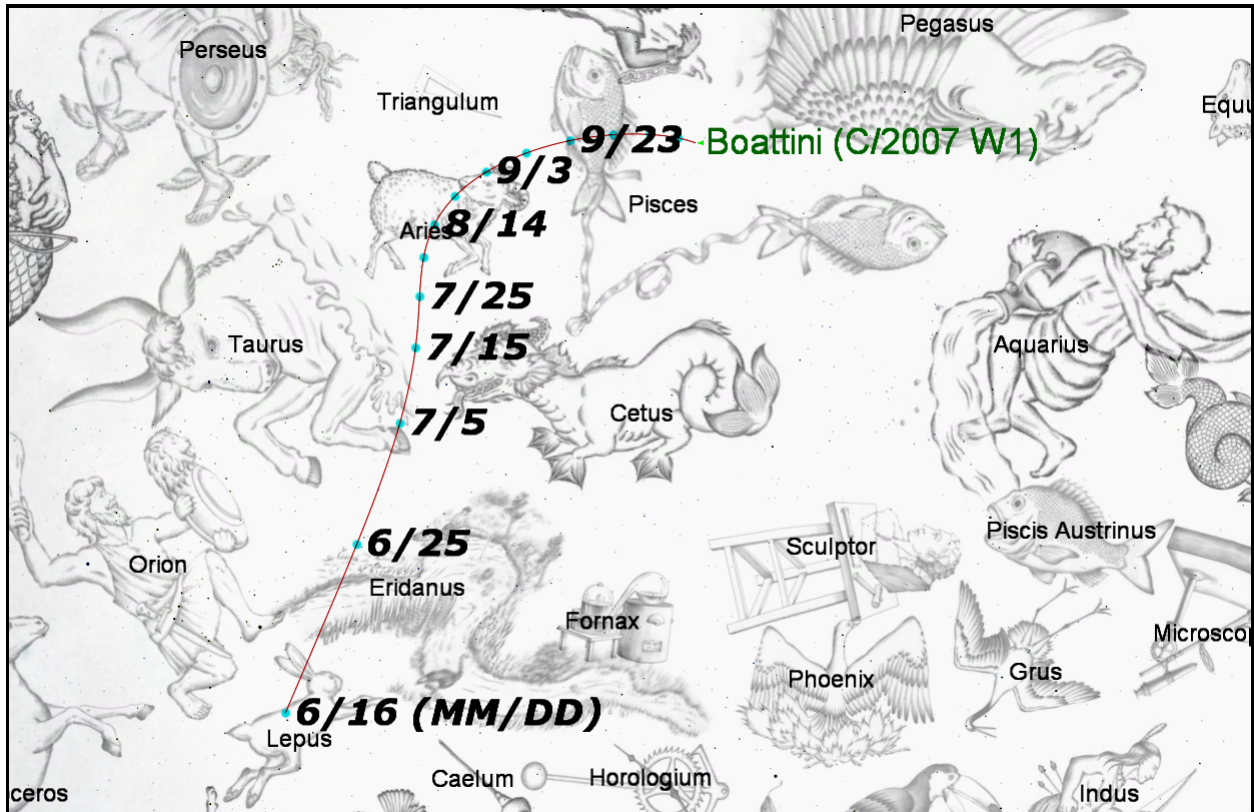 Pegasus
Perseus
Triangulum
Equu
9/23
Boattini (C/2007 W1)
9/3
Pisces
Aries
8/14
7/25
Taurus
7/15
Aquarius
7/5
Cetus
6/25
Piscis Austrinus
Sculptor
Orion
Eridanus
Fornax
Microscop
Phoenix
Grus
6/16 (MM/DD)
Lepus
Caelum
Horologium
ceros
Indus